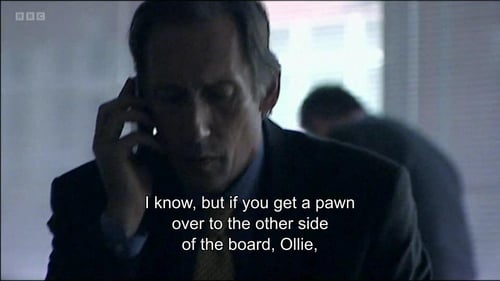 BBC
I know, but if you get a pawn
over to the other side
of the board, Ollie,